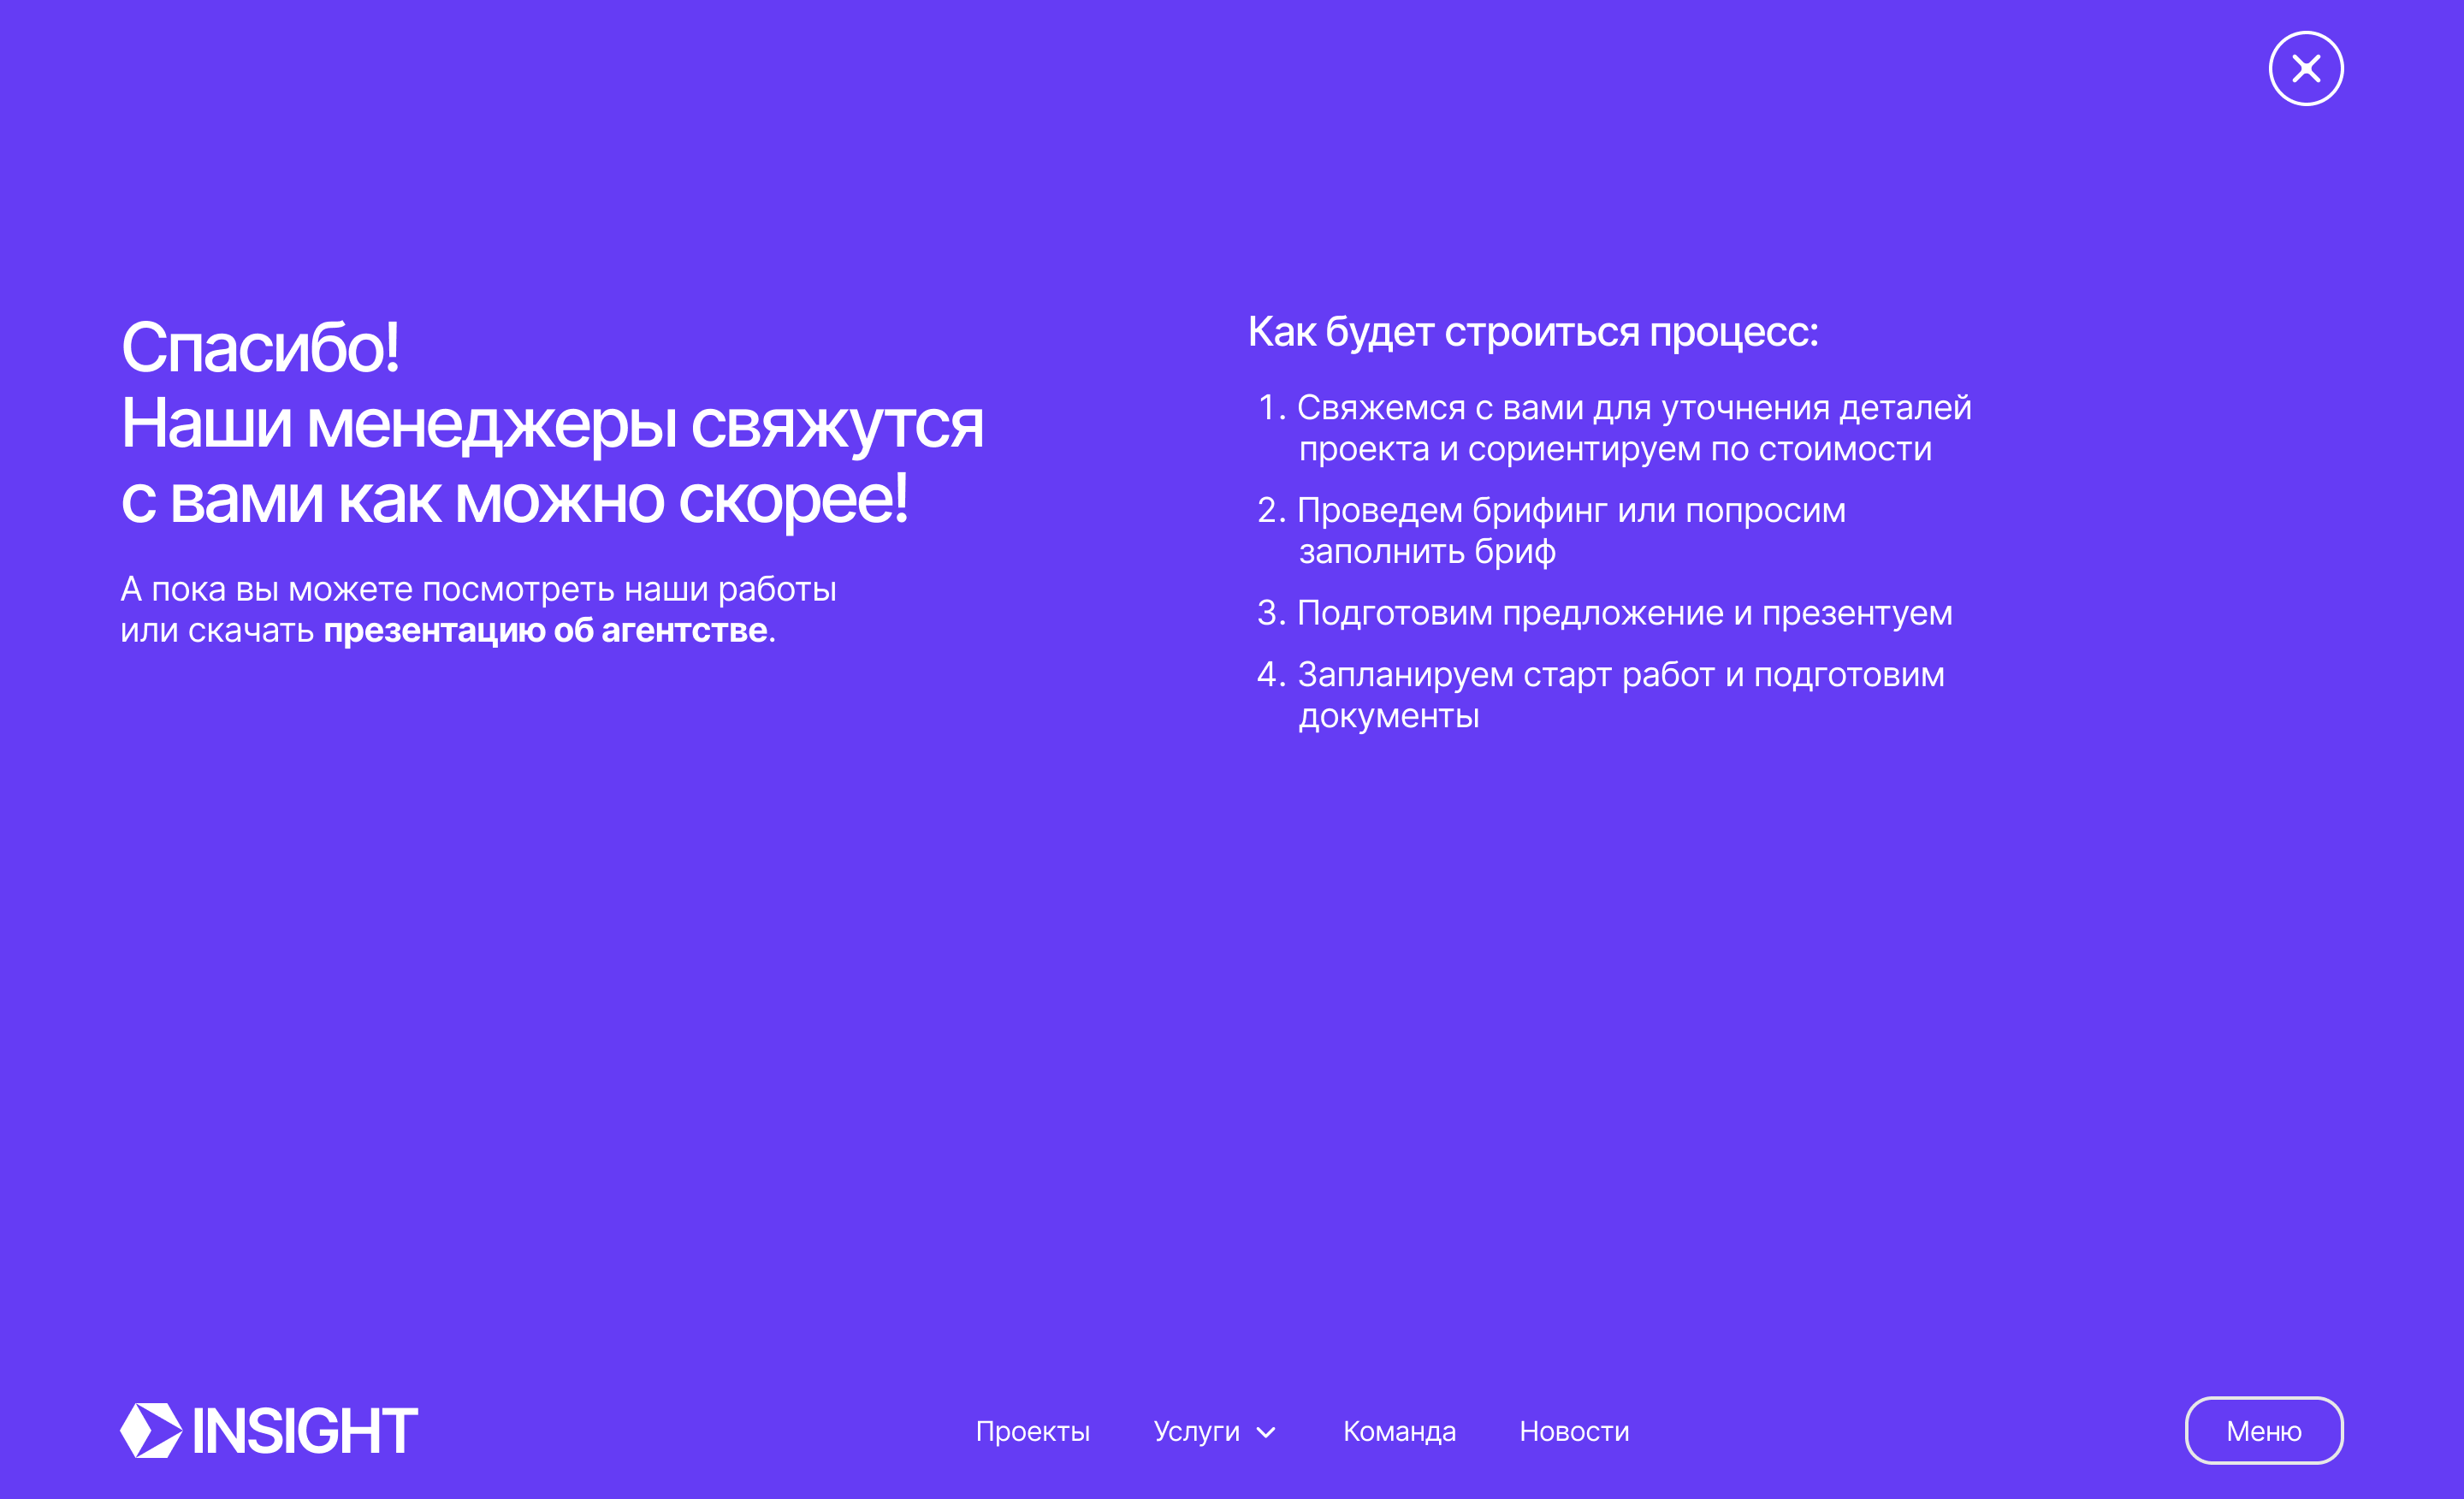 Спасибо!
Наши менеджеры свяжутся
с вами как можно скорее!
А пока вы можете посмотреть наши работы
или скачать презентацию об агентстве.
Как будет строиться процесс:
1. Свяжемся с вами для уточнения деталей
проекта и сориентируем по стоимости
2. Проведем брифинг или попросим
заполнить бриф
3. Подготовим предложение и презентуем
4. Запланируем старт работ и подготовим
документы
INSIGHT
Проекты
Услуги
Команда
Новости
Меню